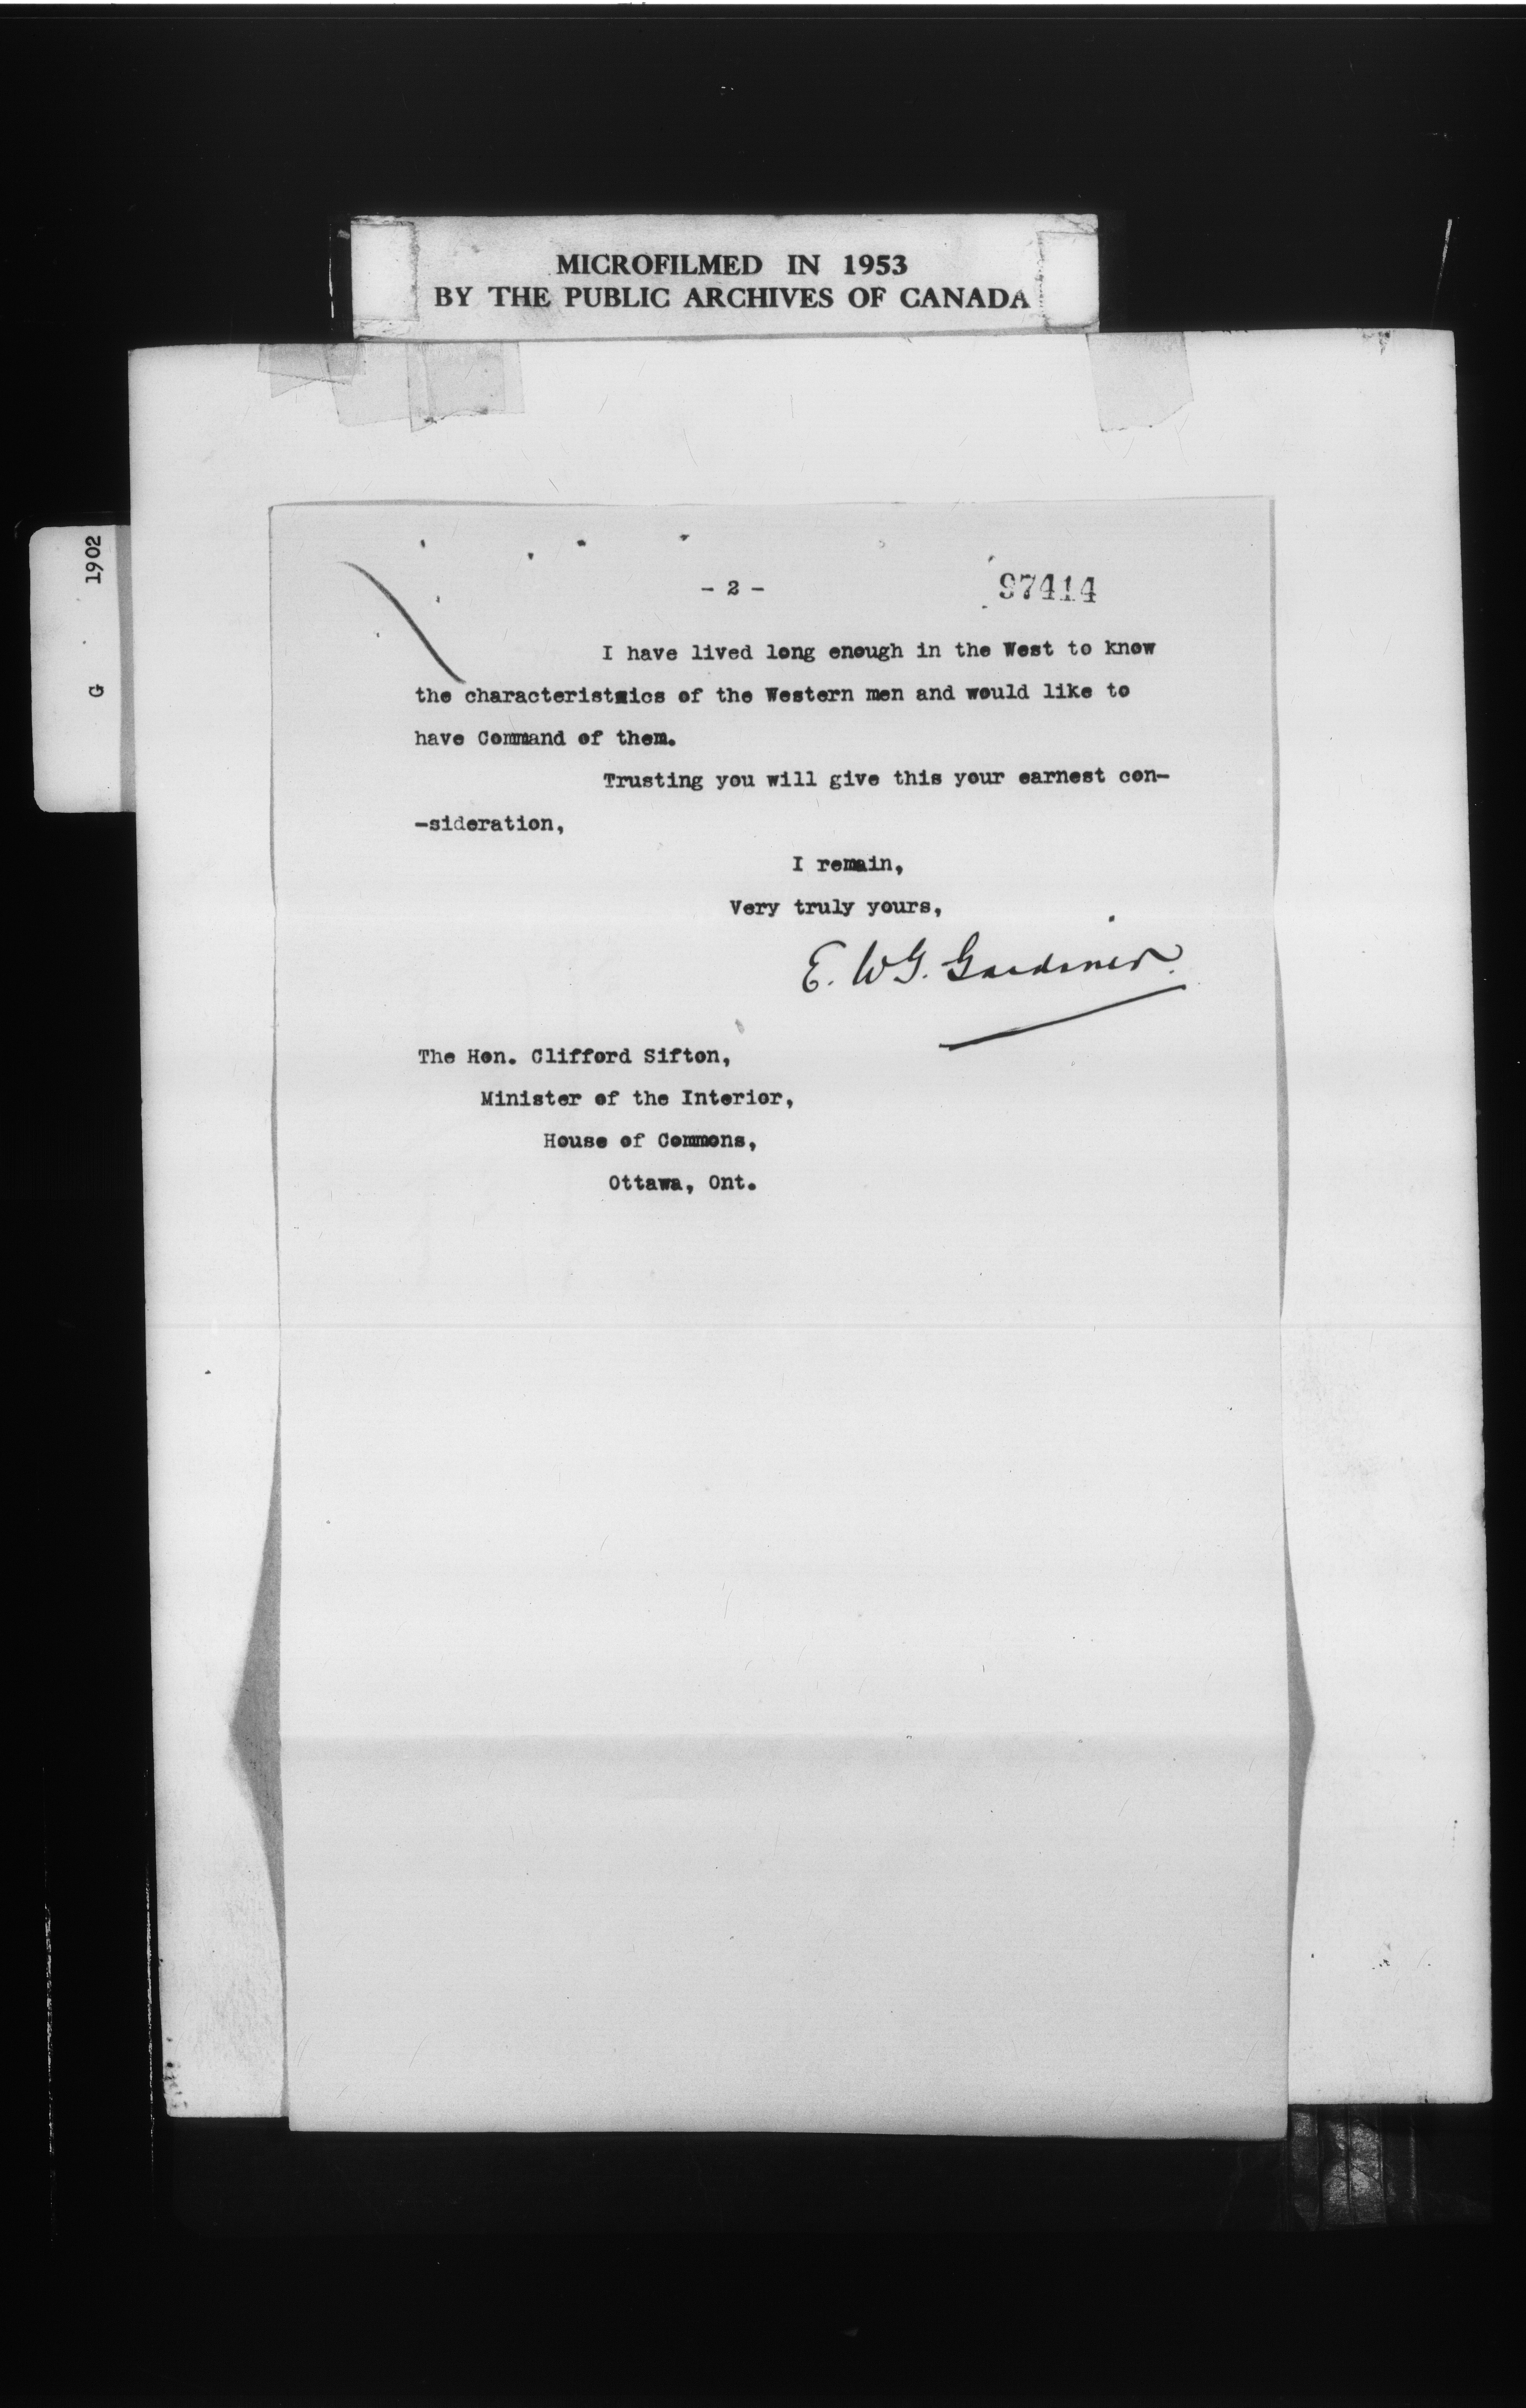 MICROFILMED IN 1953
BY THE PUBLIC ARCHIVES OF CANADA
G 1902
- 2 -
97414
I have lived long enough in the West to know
the characteristics of the Western men and would like to
have Command of them.
Trusting you will give this your earnest con-
-sideration,
I remain,
Very truly yours,
E. W. G. Gardiner.
The Hon. Clifford Sifton,
Minister of the Interior,
House of Commons,
Ottawa, Ont.